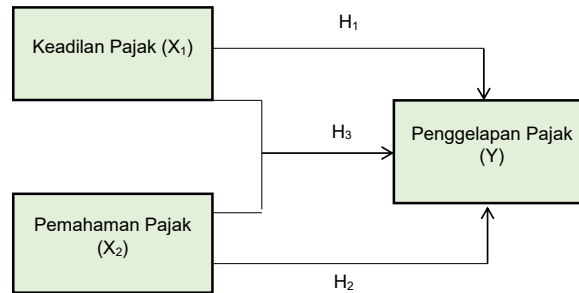 H₁
Keadilan Pajak (X₁)
H₃
Penggelapan Pajak
(Y)
Pemahaman Pajak
(X₂)
H₂